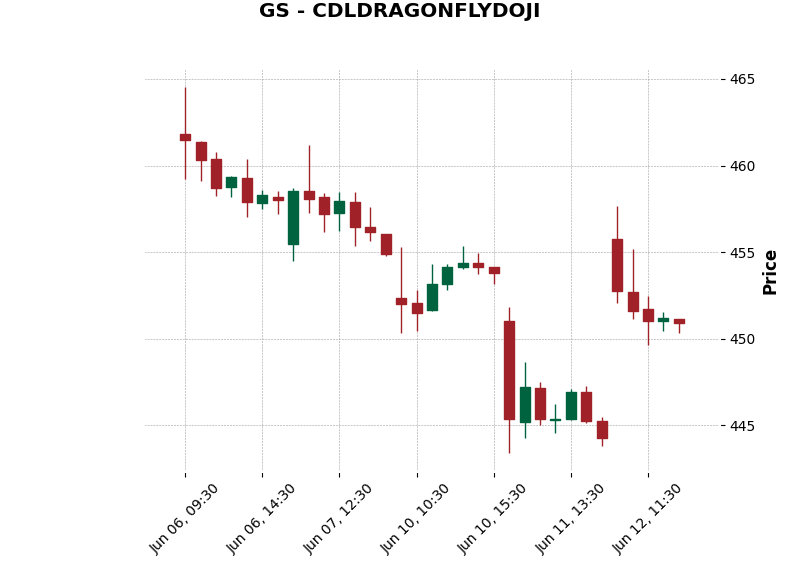 GS - CDLDRAGONFLYDOJI
465
460
455
450
445
Price
Jun 06, 09:30
Jun 06, 14:30
Jun 07, 12:30
Jun 10, 10:30
Jun 10, 15:30
Jun 11, 13:30
Jun 12, 11:30